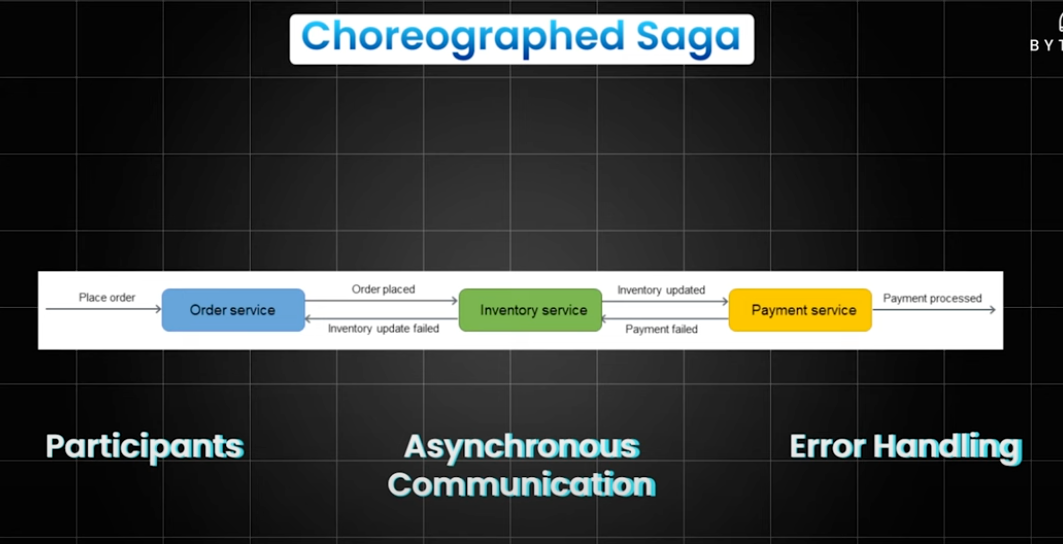 Choreographed Saga
BYT
Place order
Order service
Order placed
Inventory update failed
Inventory service
Inventory updated
Payment failed
Payment service
Payment processed
Participants
Asynchronous
Communication
Error Handling